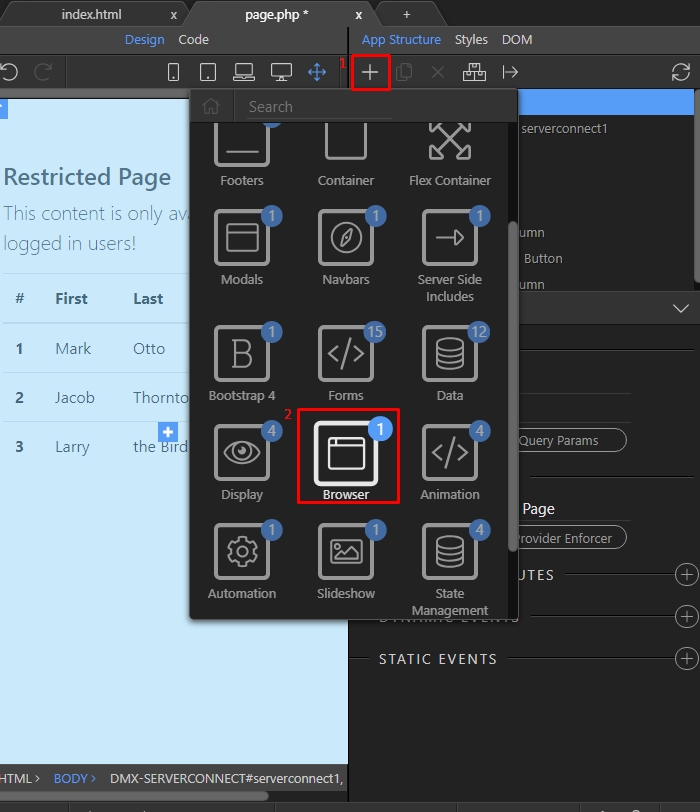 index.html x page.php * x +
Design Code App Structure Styles DOM
1
Search
serverconnect1
Footers Container Flex Container
Restricted Page
This content is only
logged in users!
1 1 1
Modals Navbars Server Side
Includes
umn
Button
umn
# First Last
1 15 12
1 Mark Otto
Bootstrap 4 Forms Data
2 Jacob Thornto
2
4 1 4
3 Larry the Bird
Query Params
Display Browser Animation
Page
1 1 4
rovider Enforcer
UTES
Automation Slideshow State
Management
DYNAMIC EVENTS
STATIC EVENTS
HTML > BODY > DMX-SERVERCONNECT#serverconnect1,